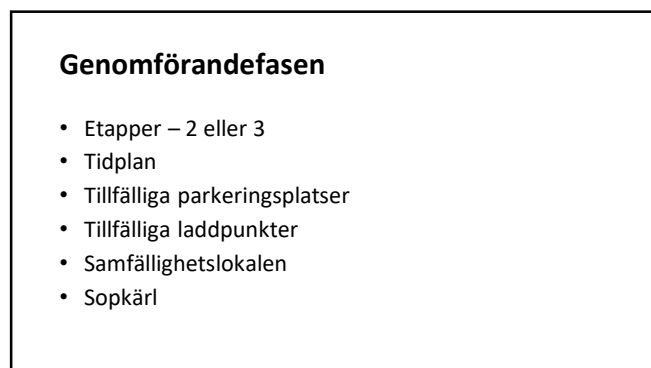 Genomförandefasen
• Etapper – 2 eller 3
• Tidplan
• Tillfälliga parkeringsplatser
• Tillfälliga laddpunkter
• Samfällighetslokalen
• Sopkärl